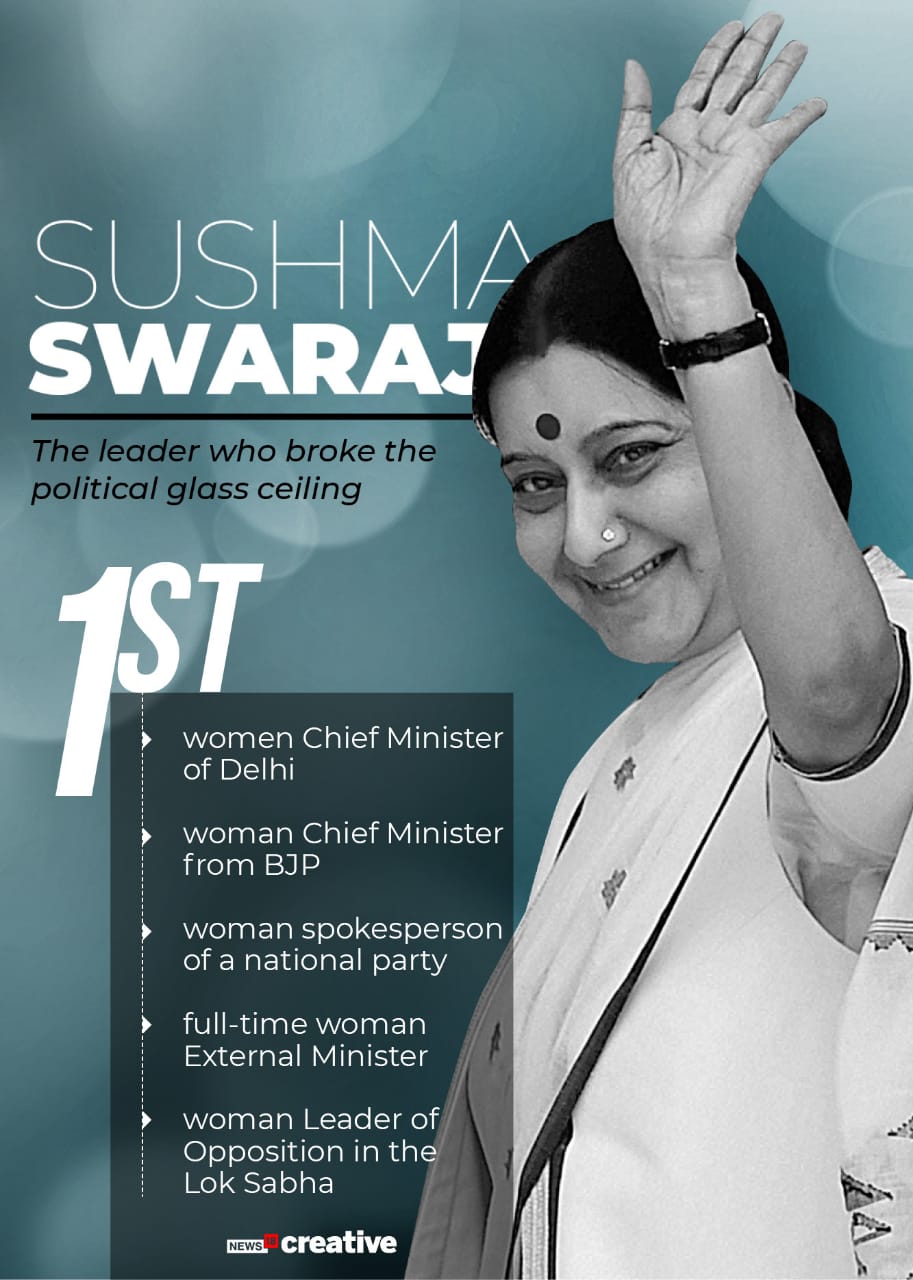 SUSHMA
SWARAJ
The leader who broke the
political glass ceiling
1ST
women Chief Minister
of Delhi
woman Chief Minister
from BJP
woman spokesperson
of a national party
full-time woman
External Minister
woman Leader of
Opposition in the
Lok Sabha
NEWS18 creative